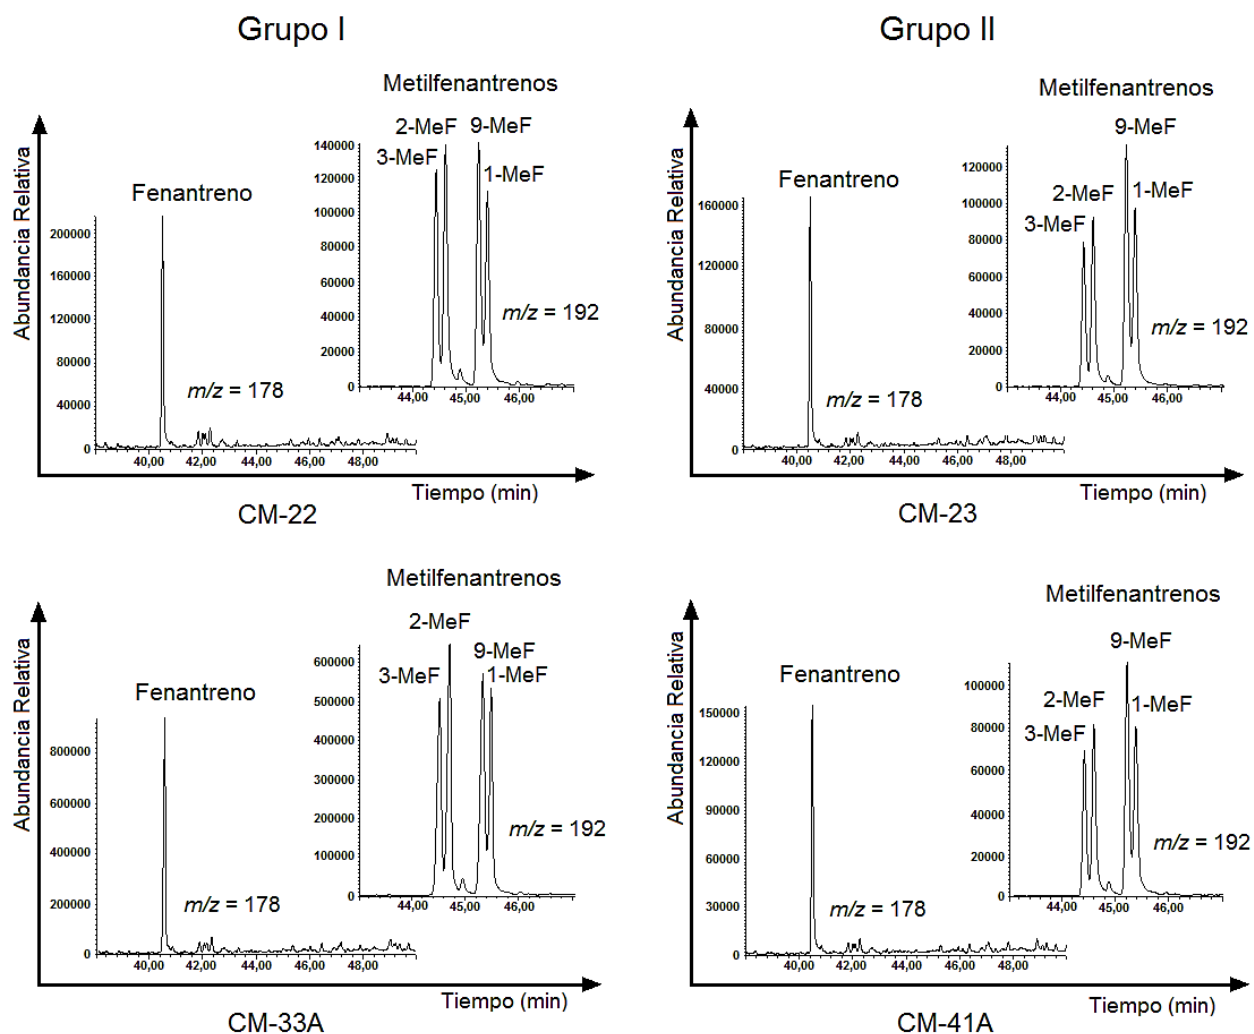 Grupo I
Grupo II
Metilfenantrenos
2-MeF
9-MeF
3-MeF
1-MeF
Fenantreno
Abundancia Relativa
140000
120000
100000
80000
60000
40000
20000
0
44,00
45,00
46,00
m/z = 192
200000
160000
120000
80000
40000
0
m/z = 178
40,00
42,00
44,00
46,00
48,00
Tiempo (min)
CM-22
Metilfenantrenos
9-MeF
2-MeF
1-MeF
3-MeF
Fenantreno
Abundancia Relativa
120000
100000
80000
60000
40000
20000
0
44,00
45,00
46,00
m/z = 192
160000
120000
80000
40000
0
m/z = 178
40,00
42,00
44,00
46,00
48,00
Tiempo (min)
CM-23
Metilfenantrenos
2-MeF
9-MeF
3-MeF
1-MeF
Fenantreno
Abundancia Relativa
600000
500000
400000
300000
200000
100000
0
44,00
45,00
46,00
m/z = 192
800000
600000
400000
200000
0
m/z = 178
40,00
42,00
44,00
46,00
48,00
Tiempo (min)
CM-33A
Metilfenantrenos
9-MeF
2-MeF
1-MeF
3-MeF
Fenantreno
Abundancia Relativa
100000
80000
60000
40000
20000
0
44,00
45,00
46,00
m/z = 192
150000
120000
90000
60000
30000
0
m/z = 178
40,00
42,00
44,00
46,00
48,00
Tiempo (min)
CM-41A